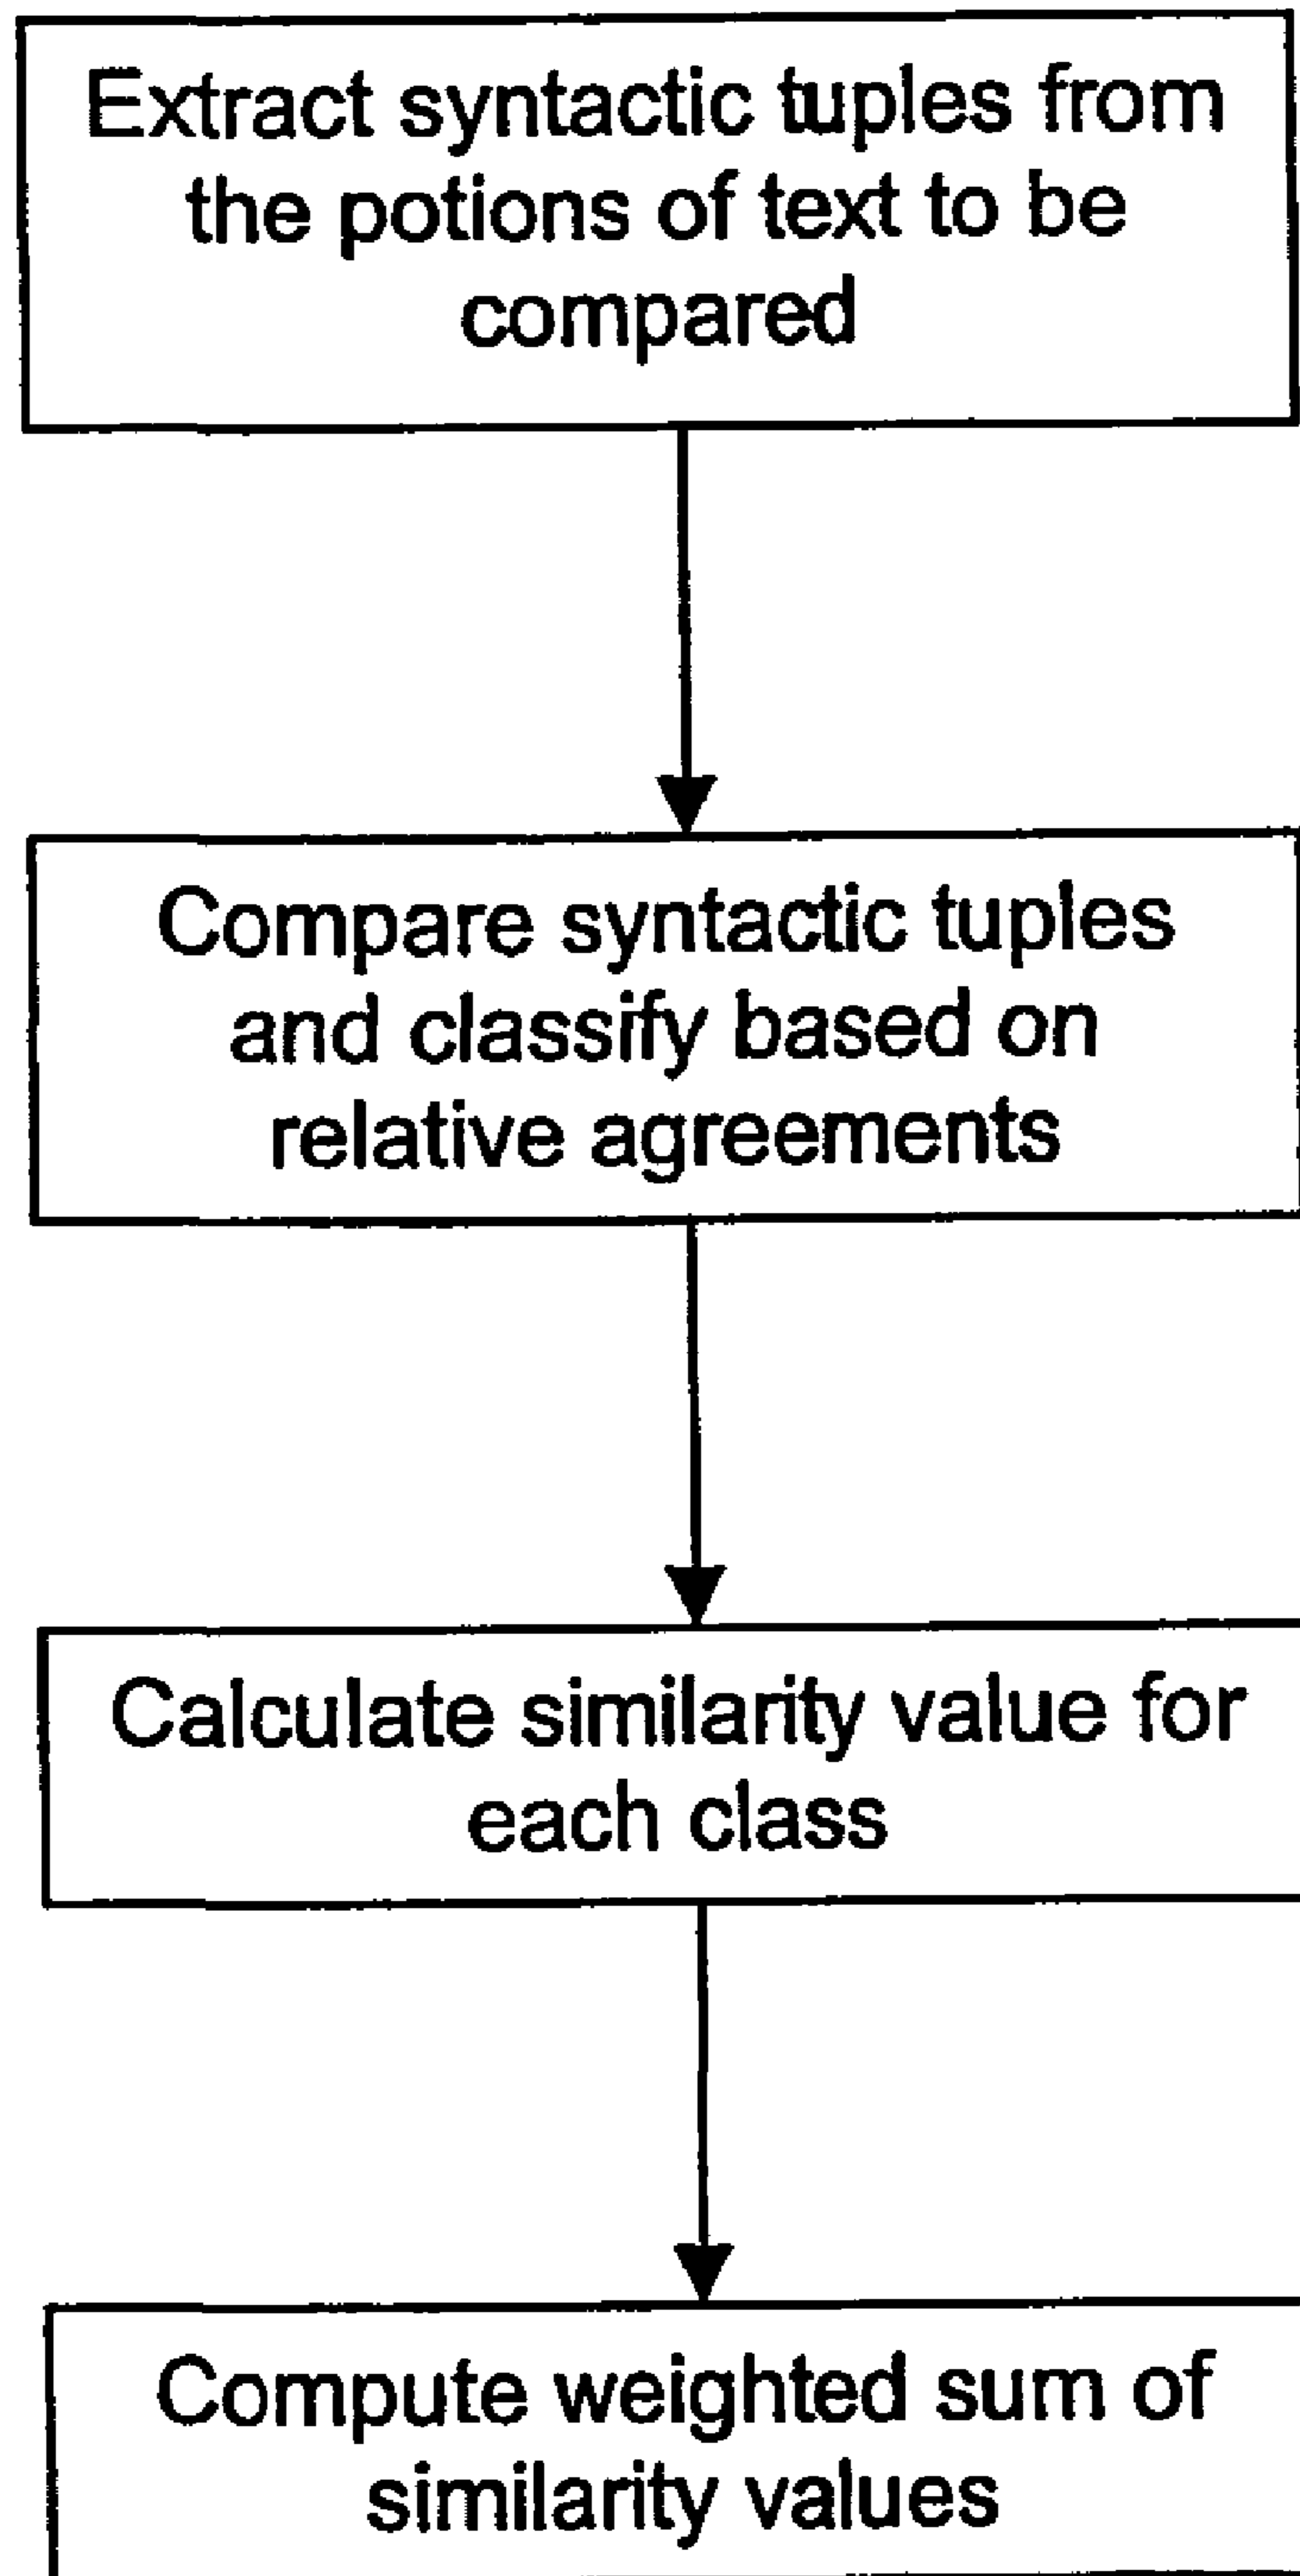 Extract syntactic tuples from
the potions of text to be
compared
Compare syntactic tuples
and classify based on
relative agreements
Calculate similarity value for
each class
Compute weighted sum of
similarity values